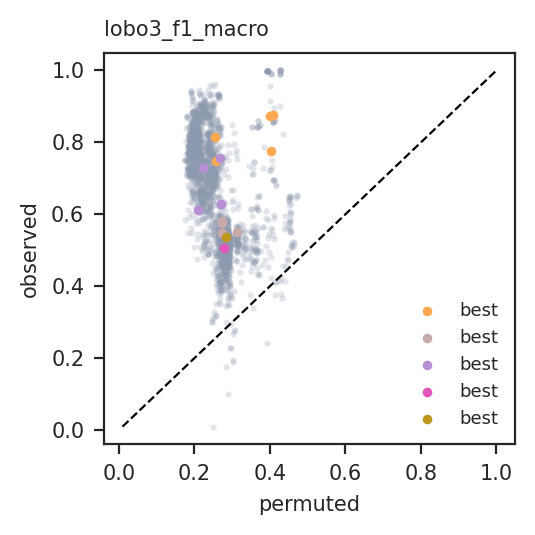 lobo3_f1_macro
1.0
0.8
0.6
0.4
0.2
0.0
observed
best
best
best
best
best
0.0 0.2 0.4 0.6 0.8 1.0
permuted